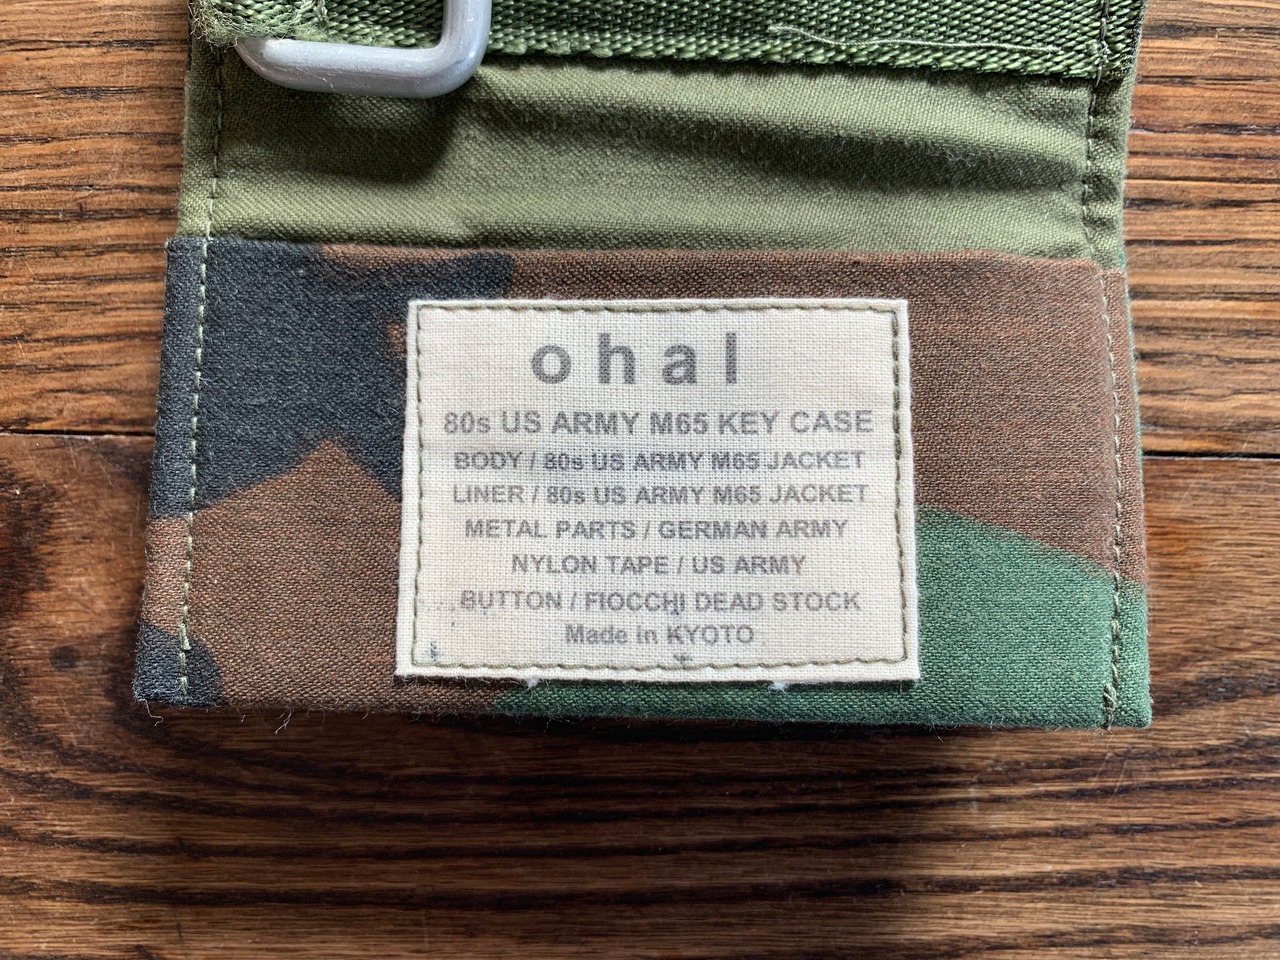 ohal
80s US ARMY M65 KEY CASE
BODY / 80s US ARMY M65 JACKET
LINER / 80s US ARMY M65 JACKET
METAL PARTS / GERMAN ARMY
NYLON TAPE / US ARMY
BUTTON / FIOCCHI DEAD STOCK
Made in KYOTO